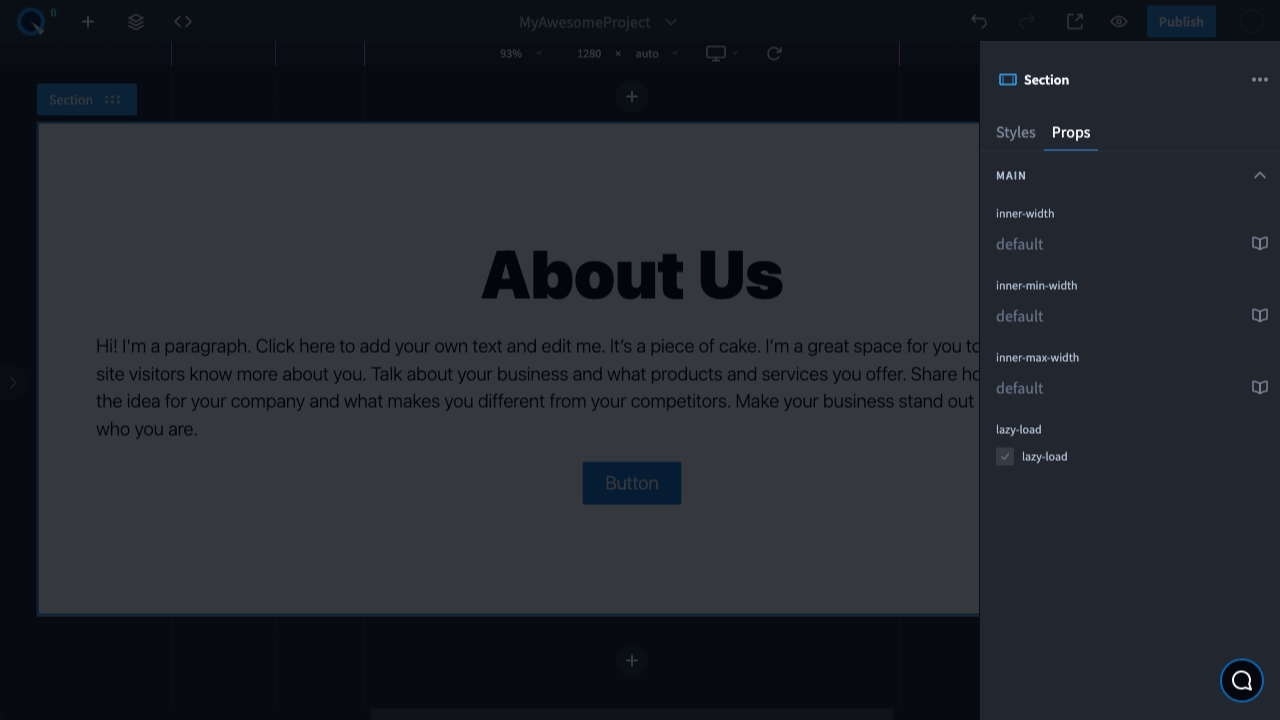 β
MyAwesomeProject
Publish
93%
1280 × auto
Section
About Us
Hi! I'm a paragraph. Click here to add your own text and edit me. It’s a piece of cake. I’m a great space for you to
site visitors know more about you. Talk about your business and what products and services you offer. Share
the idea for your company and what makes you different from your competitors. Make your business stand out
who you are.
Button
Section
Styles Props
MAIN
inner-width
default
inner-min-width
default
inner-max-width
default
lazy-load
lazy-load